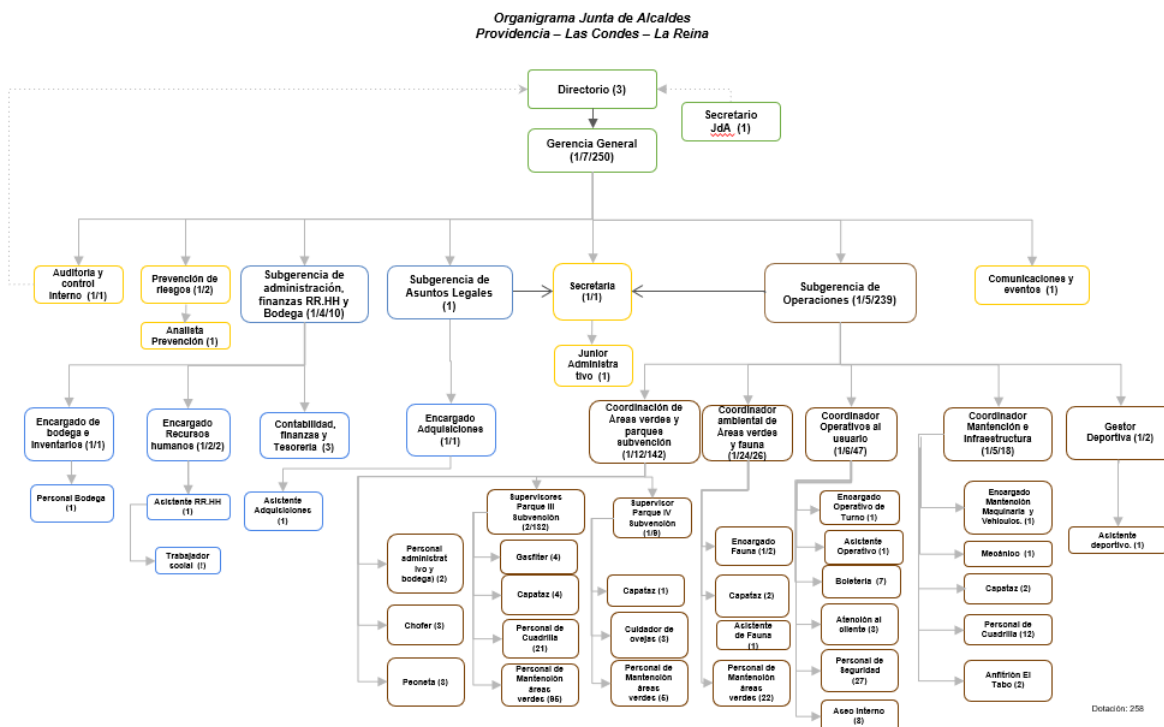 Organigrama Junta de Alcaldes
Providencia – Las Condes – La Reina
Directorio (3)
Secretario
JdA (1)
Gerencia General
(1/7/250)
Auditoria y
control
Interno (1/1)
Prevención de
riesgos (1/2)
Analista
Prevención (1)
Subgerencia de
administración,
finanzas RR.HH y
Bodega (1/4/10)
Subgerencia de
Asuntos Legales
(1)
Secretaria
(1/1)
Junior
Administra
tivo (1)
Subgerencia de
Operaciones (1/5/239)
Comunicaciones y
eventos (1)
Encargado de
bodega e
Inventarios (1/1)
Encargado
Recursos
humanos (1/2/2)
Contabilidad,
finanzas y
Tesorería (3)
Encargado
Adquisiciones
(1/1)
Coordinación de
Áreas verdes y
parques
subvención
(1/12/142)
Coordinador
ambiental de
Áreas verdes
y fauna
(1/24/26)
Coordinador
Operativos al
usuario
(1/6/47)
Coordinador
Mantención e
Infraestructura
(1/5/18)
Gestor
Deportiva (1/2)
Personal Bodega
(1)
Asistente RR.HH
(1)
Trabajador
social (!)
Asistente
Adquisiciones
(1)
Personal
administrat
ivo y
bodega) (2)
Chofer (3)
Peoneta (3)
Supervisores
Parque III
Subvención
(2/132)
Gasfiter (4)
Capataz (4)
Personal de
Cuadrilla
(21)
Personal de
Mantención
áreas
verdes (95)
Supervisor
Parque IV
Subvención
(1/9)
Capataz (1)
Cuidador de
ovejas (3)
Personal de
Mantención
áreas
verdes (5)
Encargado
Fauna (1/2)
Capataz (2)
Asistente
de Fauna
(1)
Personal de
Mantención
áreas
verdes (22)
Encargado
Operativo de
Turno (1)
Asistente
Operativo (1)
Boletería (7)
Atención al
cliente (3)
Personal de
Seguridad
(27)
Aseo Interno
(8)
Encargado
Mantención
Maquinaria y
Vehículos. (1)
Mecánico (1)
Capataz (2)
Personal de
Cuadrilla (12)
Anfitrión El
Tabo (2)
Asistente
deportivo. (1)
Dotación: 258